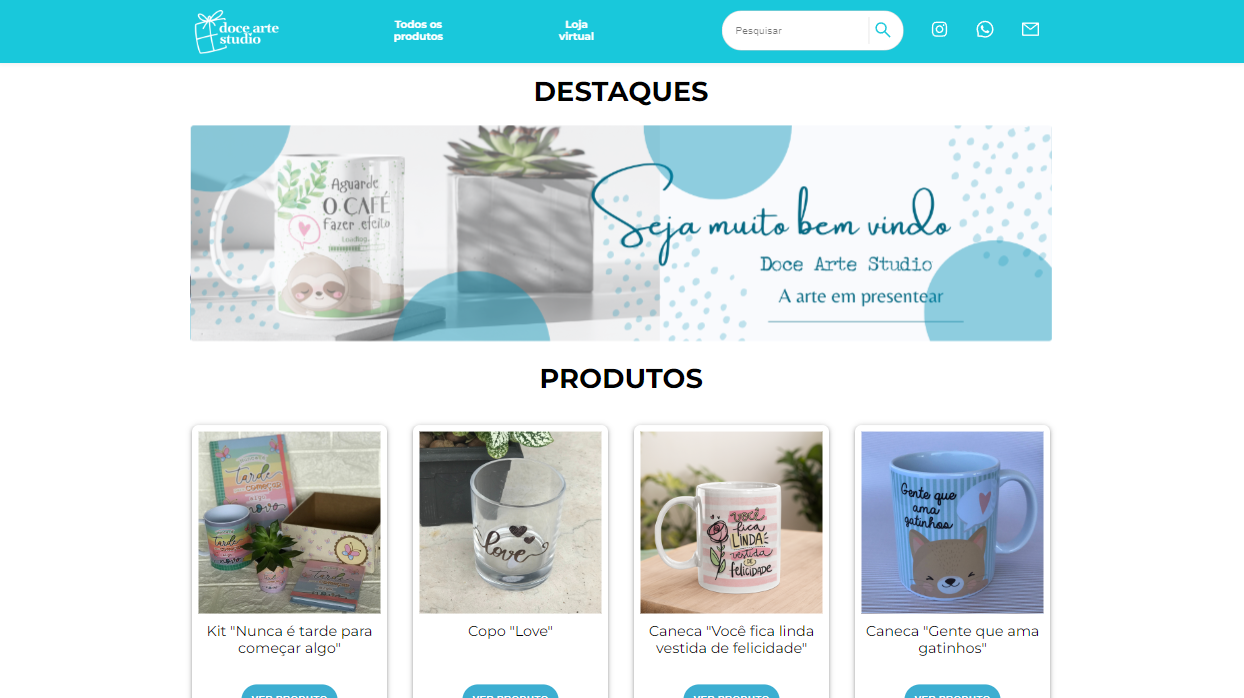 doce arte
studio
Todos os
produtos
Loja
virtual
Pesquisar
DESTAQUES
Aguarde
O CAFÉ
Fazer efeito
Loading...
Seja muito bem vindo
Doce Arte Studio
A arte em presentear
PRODUTOS
tarde
novo
tarde
tarde
love
VOCÊ
fica
LINDA
vestida
DE
felicidade
Gente que
ama
gatinhos
Kit "Nunca é tarde para
começar algo"
Copo "Love"
Caneca "Você fica linda
vestida de felicidade"
Caneca "Gente que ama
gatinhos"
VER PRODUTO
VER PRODUTO
VER PRODUTO
VER PRODUTO